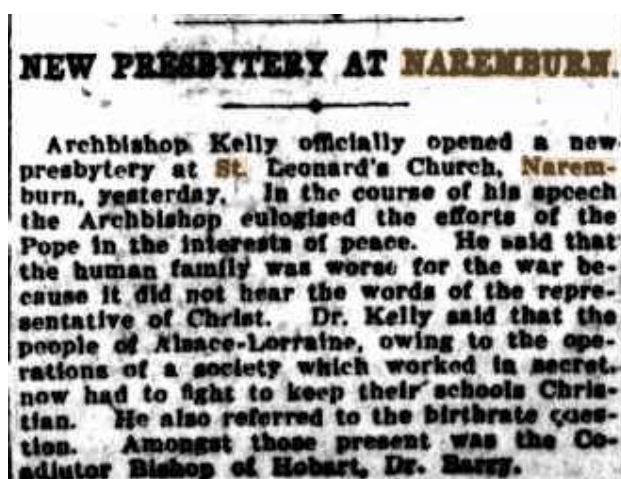 NEW PRESBYTERY AT NAREMBURN.
Archbishop Kelly officially opened a new
presbytery at St. Leonard's Church, Narem-
burn, yesterday. In the course of his speech
the Archbishop eulogised the efforts of the
Pope in the interests of peace. He said that
the human family was worse for the war be-
cause it did not hear the words of the repre-
sentative of Christ. Dr. Kelly said that the
people of Alsace-Lorraine, owing to the ope-
rations of a society which worked in secret,
now had to fight to keep their schools Chris-
tian. He also referred to the birthrate ques-
tion. Amongst those present was the Co-
adjutor Bishop of Hobart, Dr. Barry.